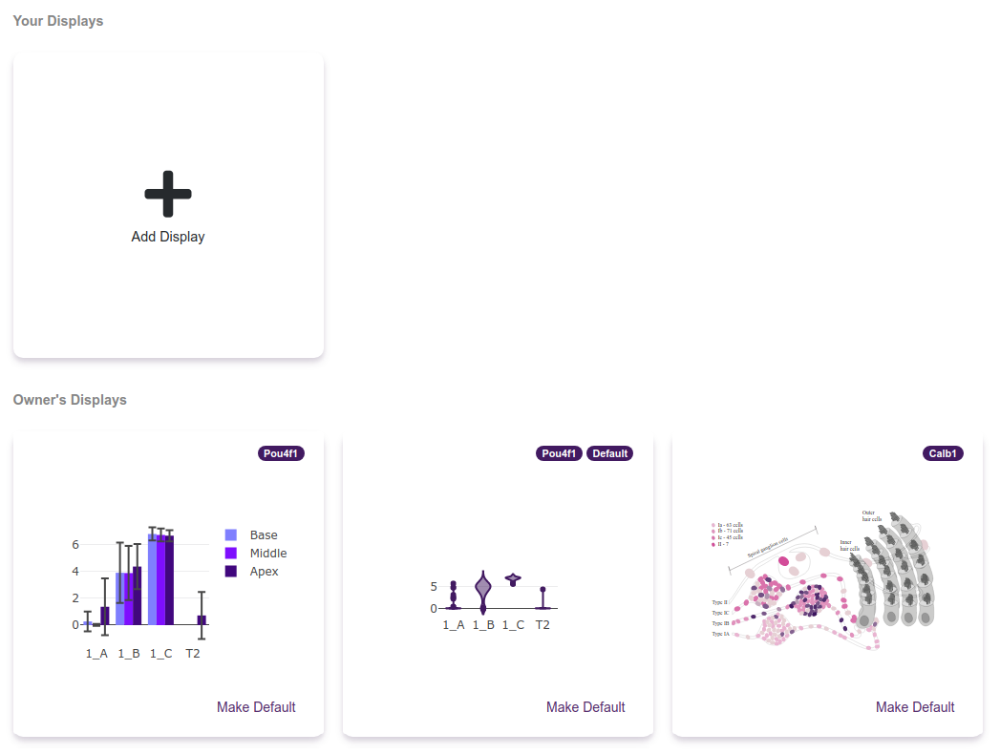 Your Displays
Add Display
Owner's Displays
Pou4f1
6
4
2
0
1_A 1_B 1_C T2
Base
Middle
Apex
Make Default
Pou4f1 Default
5
0
1_A 1_B 1_C T2
Make Default
Calb1
Ia - 63 cells
Ib - 71 cells
Ic - 45 cells
II - 7
Spiral ganglion cells
Outer
hair cells
Inner
hair cells
Type II
Type IC
Type IB
Type IA
Make Default